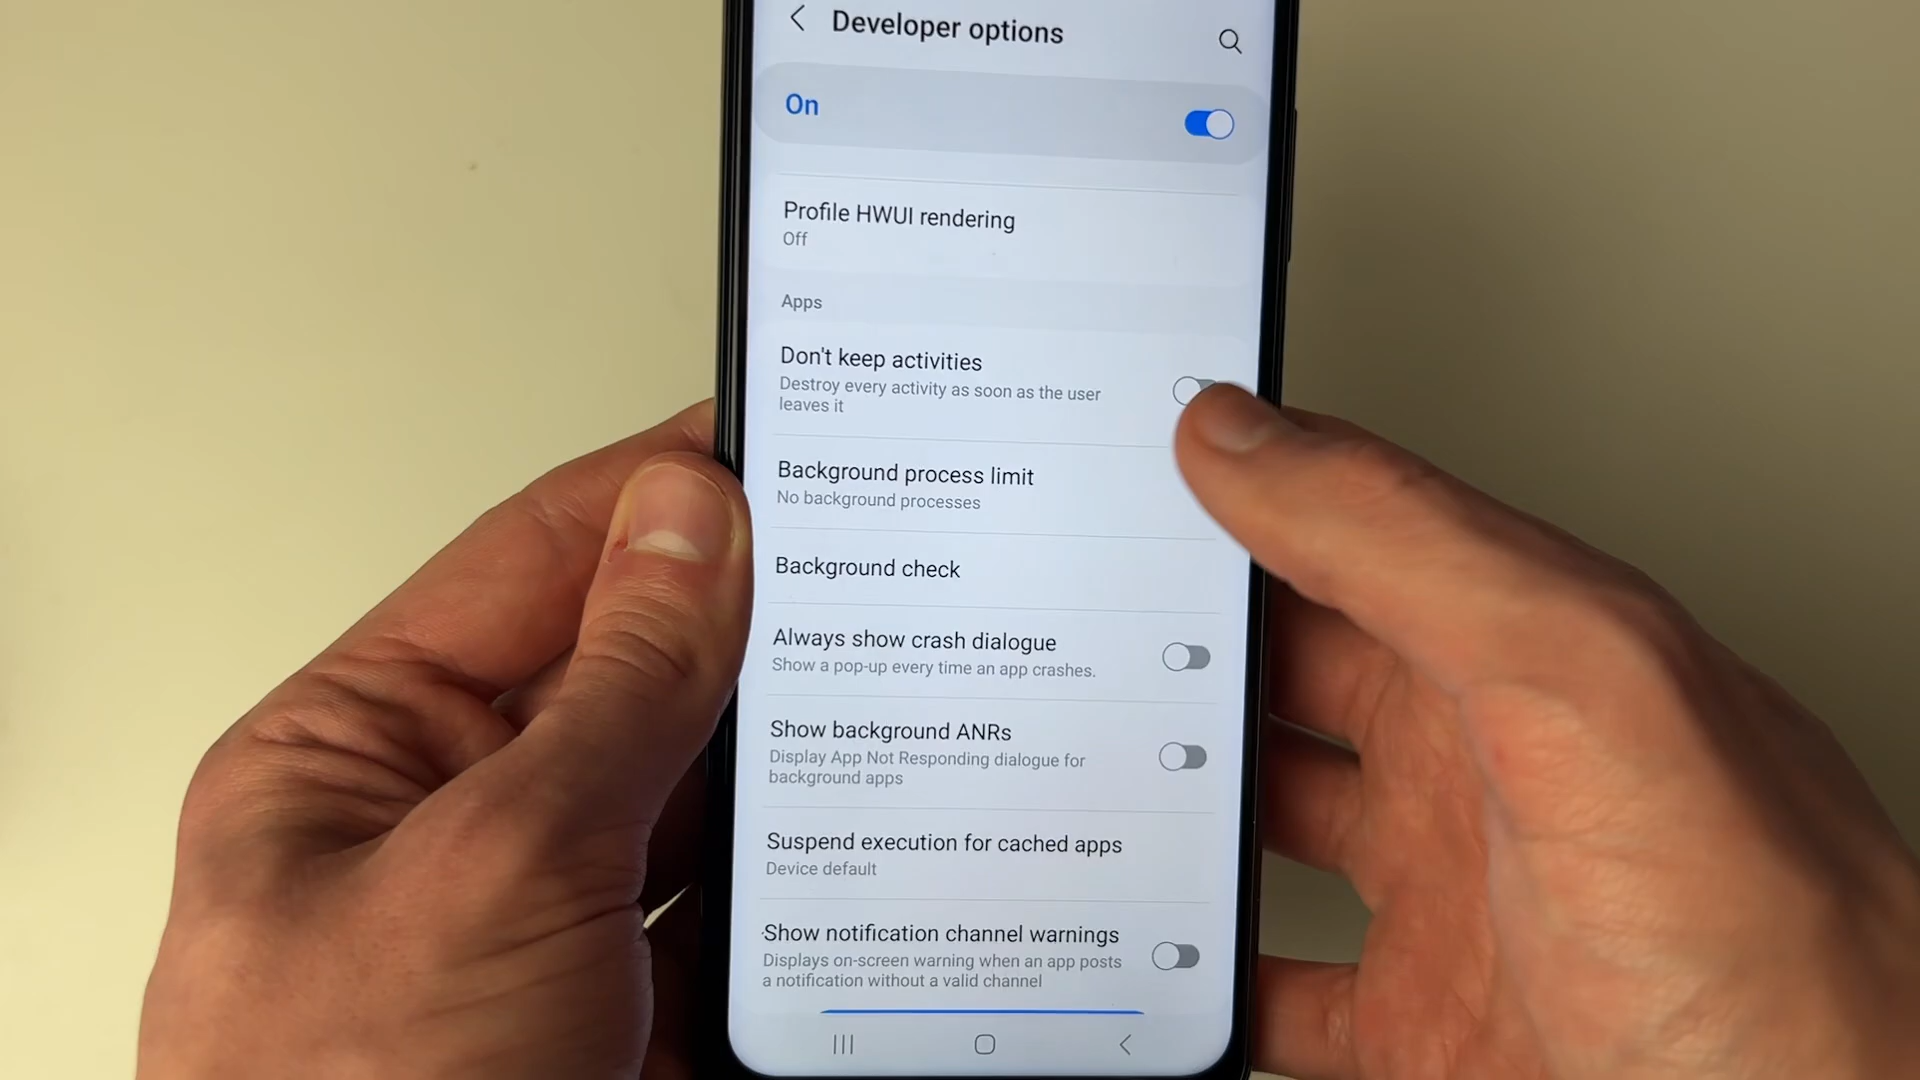 Developer options
On
Profile HWUI rendering
Off
Apps
Don't keep activities
Destroy every activity as soon as the user
leaves it
Background process limit
No background processes
Background check
Always show crash dialogue
Show a pop-up every time an app crashes.
Show background ANRs
Display App Not Responding dialogue for
background apps
Suspend execution for cached apps
Device default
Show notification channel warnings
Displays on-screen warning when an app posts
a notification without a valid channel